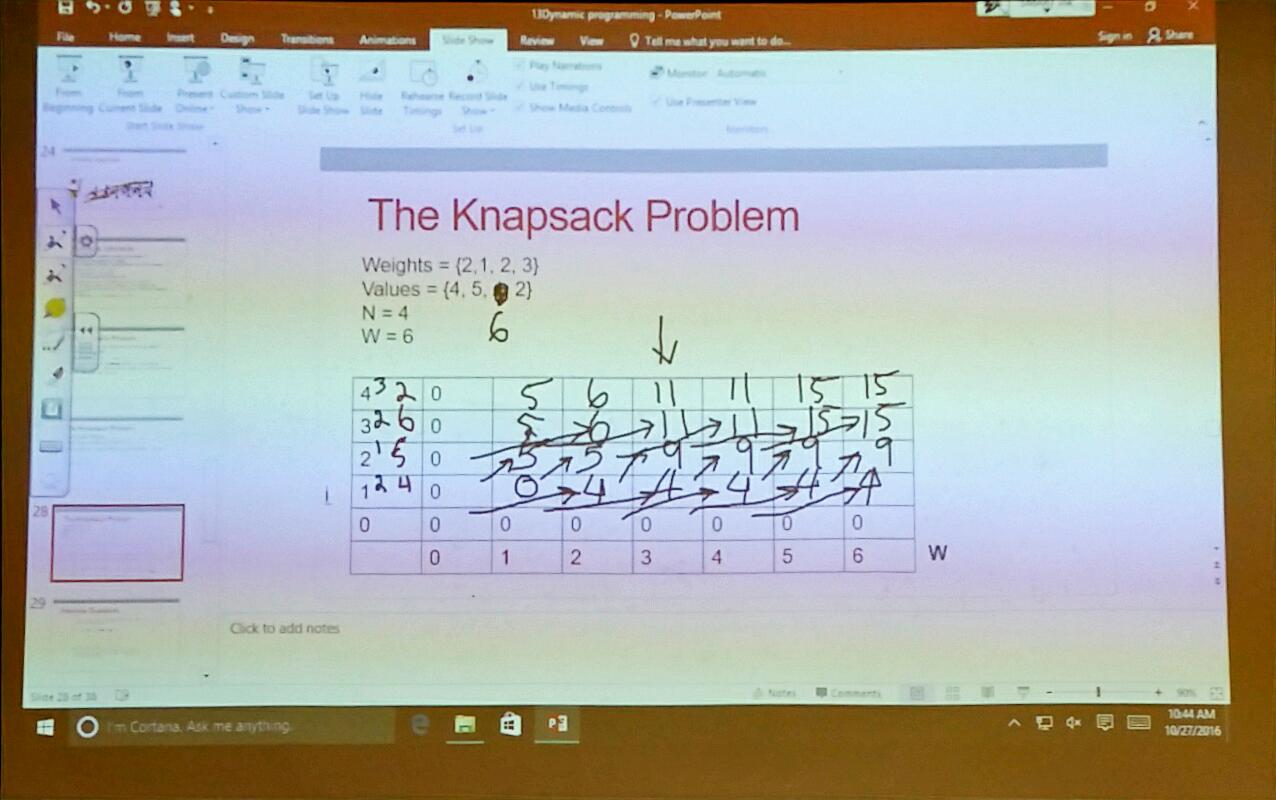 13Dynamic programming - PowerPoint
File Home Insert Design Transitions Animations Slide Show Review View Tell me what you want to do... Sign in Share
From Beginning From Current Slide Present Online Custom Slide Show Set Up Slide Show Hide Slide Rehearse Timings Record Slide Show
Play Narrations
Use Timings
Show Media Controls
Monitor: Automatic
Use Presenter View
Start Slide Show Set Up Monitors
24
The Knapsack Problem
Weights = {2,1, 2, 3}
Values = {4, 5, 2}
N = 4
W = 6
6
4 3 2 0 5 6 11 11 15 15
3 2 6 0 5 6 11 11 15 15
2 1 5 0 5 5 9 9 9 9
1 2 4 0 0 4 4 4 4 4
0 0 0 0 0 0 0 0
0 1 2 3 4 5 6 W
28
29
Click to add notes
Slide 28 of 38 Notes Comments 90%
I'm Cortana. Ask me anything.
10:44 AM
10/27/2016